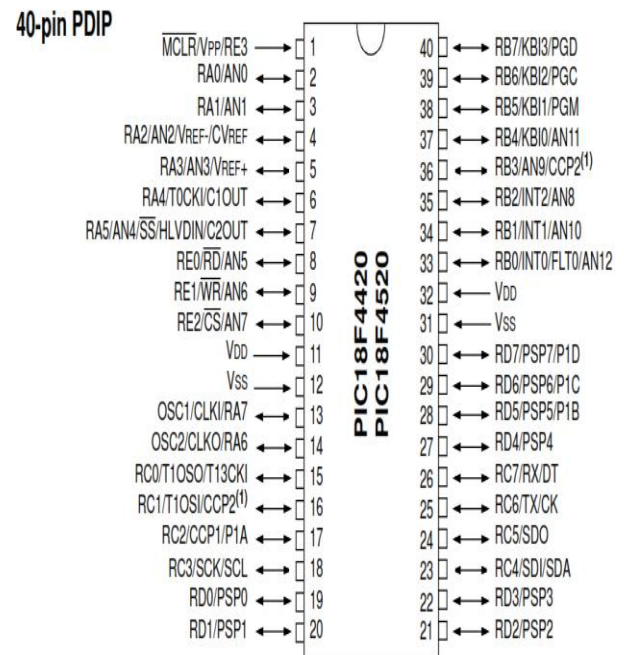 40-pin PDIP
MCLR/VPP/RE3 1 40 RB7/KBI3/PGD
RA0/AN0 2 39 RB6/KBI2/PGC
RA1/AN1 3 38 RB5/KBI1/PGM
RA2/AN2/VREF-/CVREF 4 37 RB4/KBI0/AN11
RA3/AN3/VREF+ 5 36 RB3/AN9/CCP2(1)
RA4/T0CKI/C1OUT 6 35 RB2/INT2/AN8
RA5/AN4/SS/HLVDIN/C2OUT 7 34 RB1/INT1/AN10
RE0/RD/AN5 8 33 RB0/INT0/FLT0/AN12
RE1/WR/AN6 9 32 VDD
RE2/CS/AN7 10 31 VSS
VDD 11 30 RD7/PSP7/P1D
VSS 12 29 RD6/PSP6/P1C
OSC1/CLKI/RA7 13 28 RD5/PSP5/P1B
OSC2/CLKO/RA6 14 27 RD4/PSP4
RC0/T1OSO/T13CKI 15 26 RC7/RX/DT
RC1/T1OSI/CCP2(1) 16 25 RC6/TX/CK
RC2/CCP1/P1A 17 24 RC5/SDO
RC3/SCK/SCL 18 23 RC4/SDI/SDA
RD0/PSP0 19 22 RD3/PSP3
RD1/PSP1 20 21 RD2/PSP2
PIC18F4420
PIC18F4520